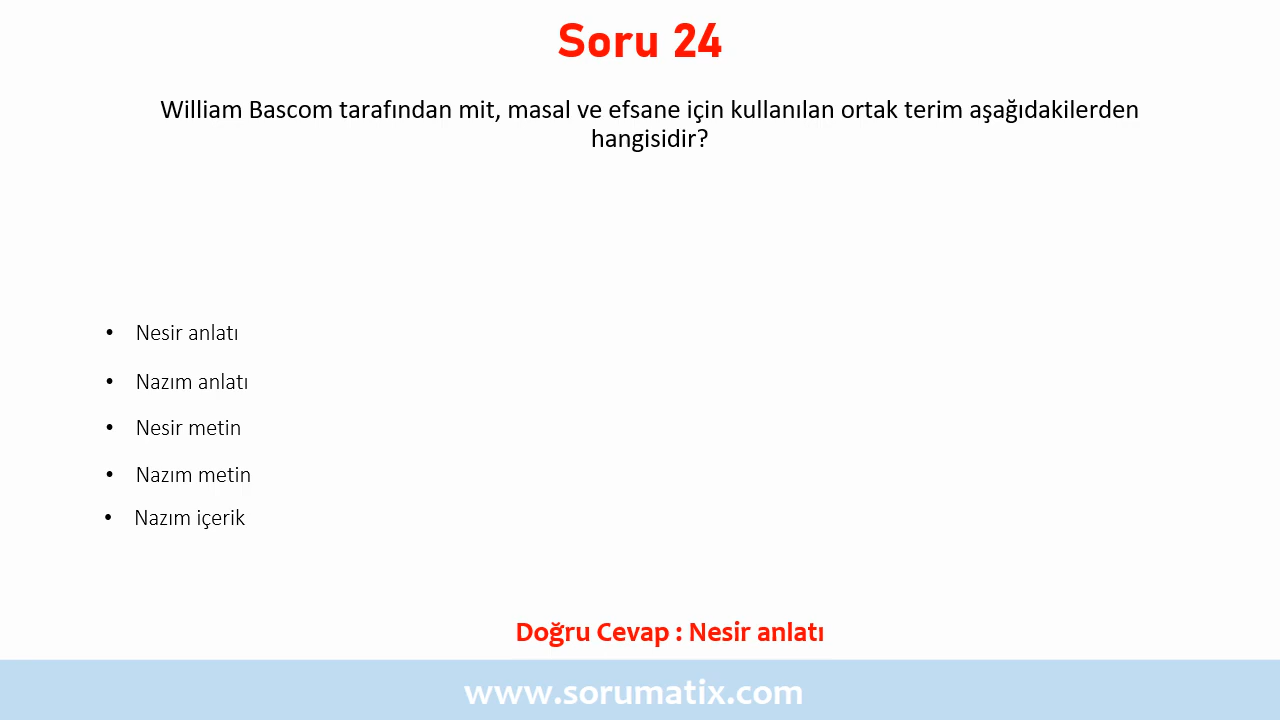 Soru 24
William Bascom tarafından mit, masal ve efsane için kullanılan ortak terim aşağıdakilerden
hangisidir?
• Nesir anlatı
• Nazım anlatı
• Nesir metin
• Nazım metin
• Nazım içerik
Doğru Cevap : Nesir anlatı
www.sorumatix.com